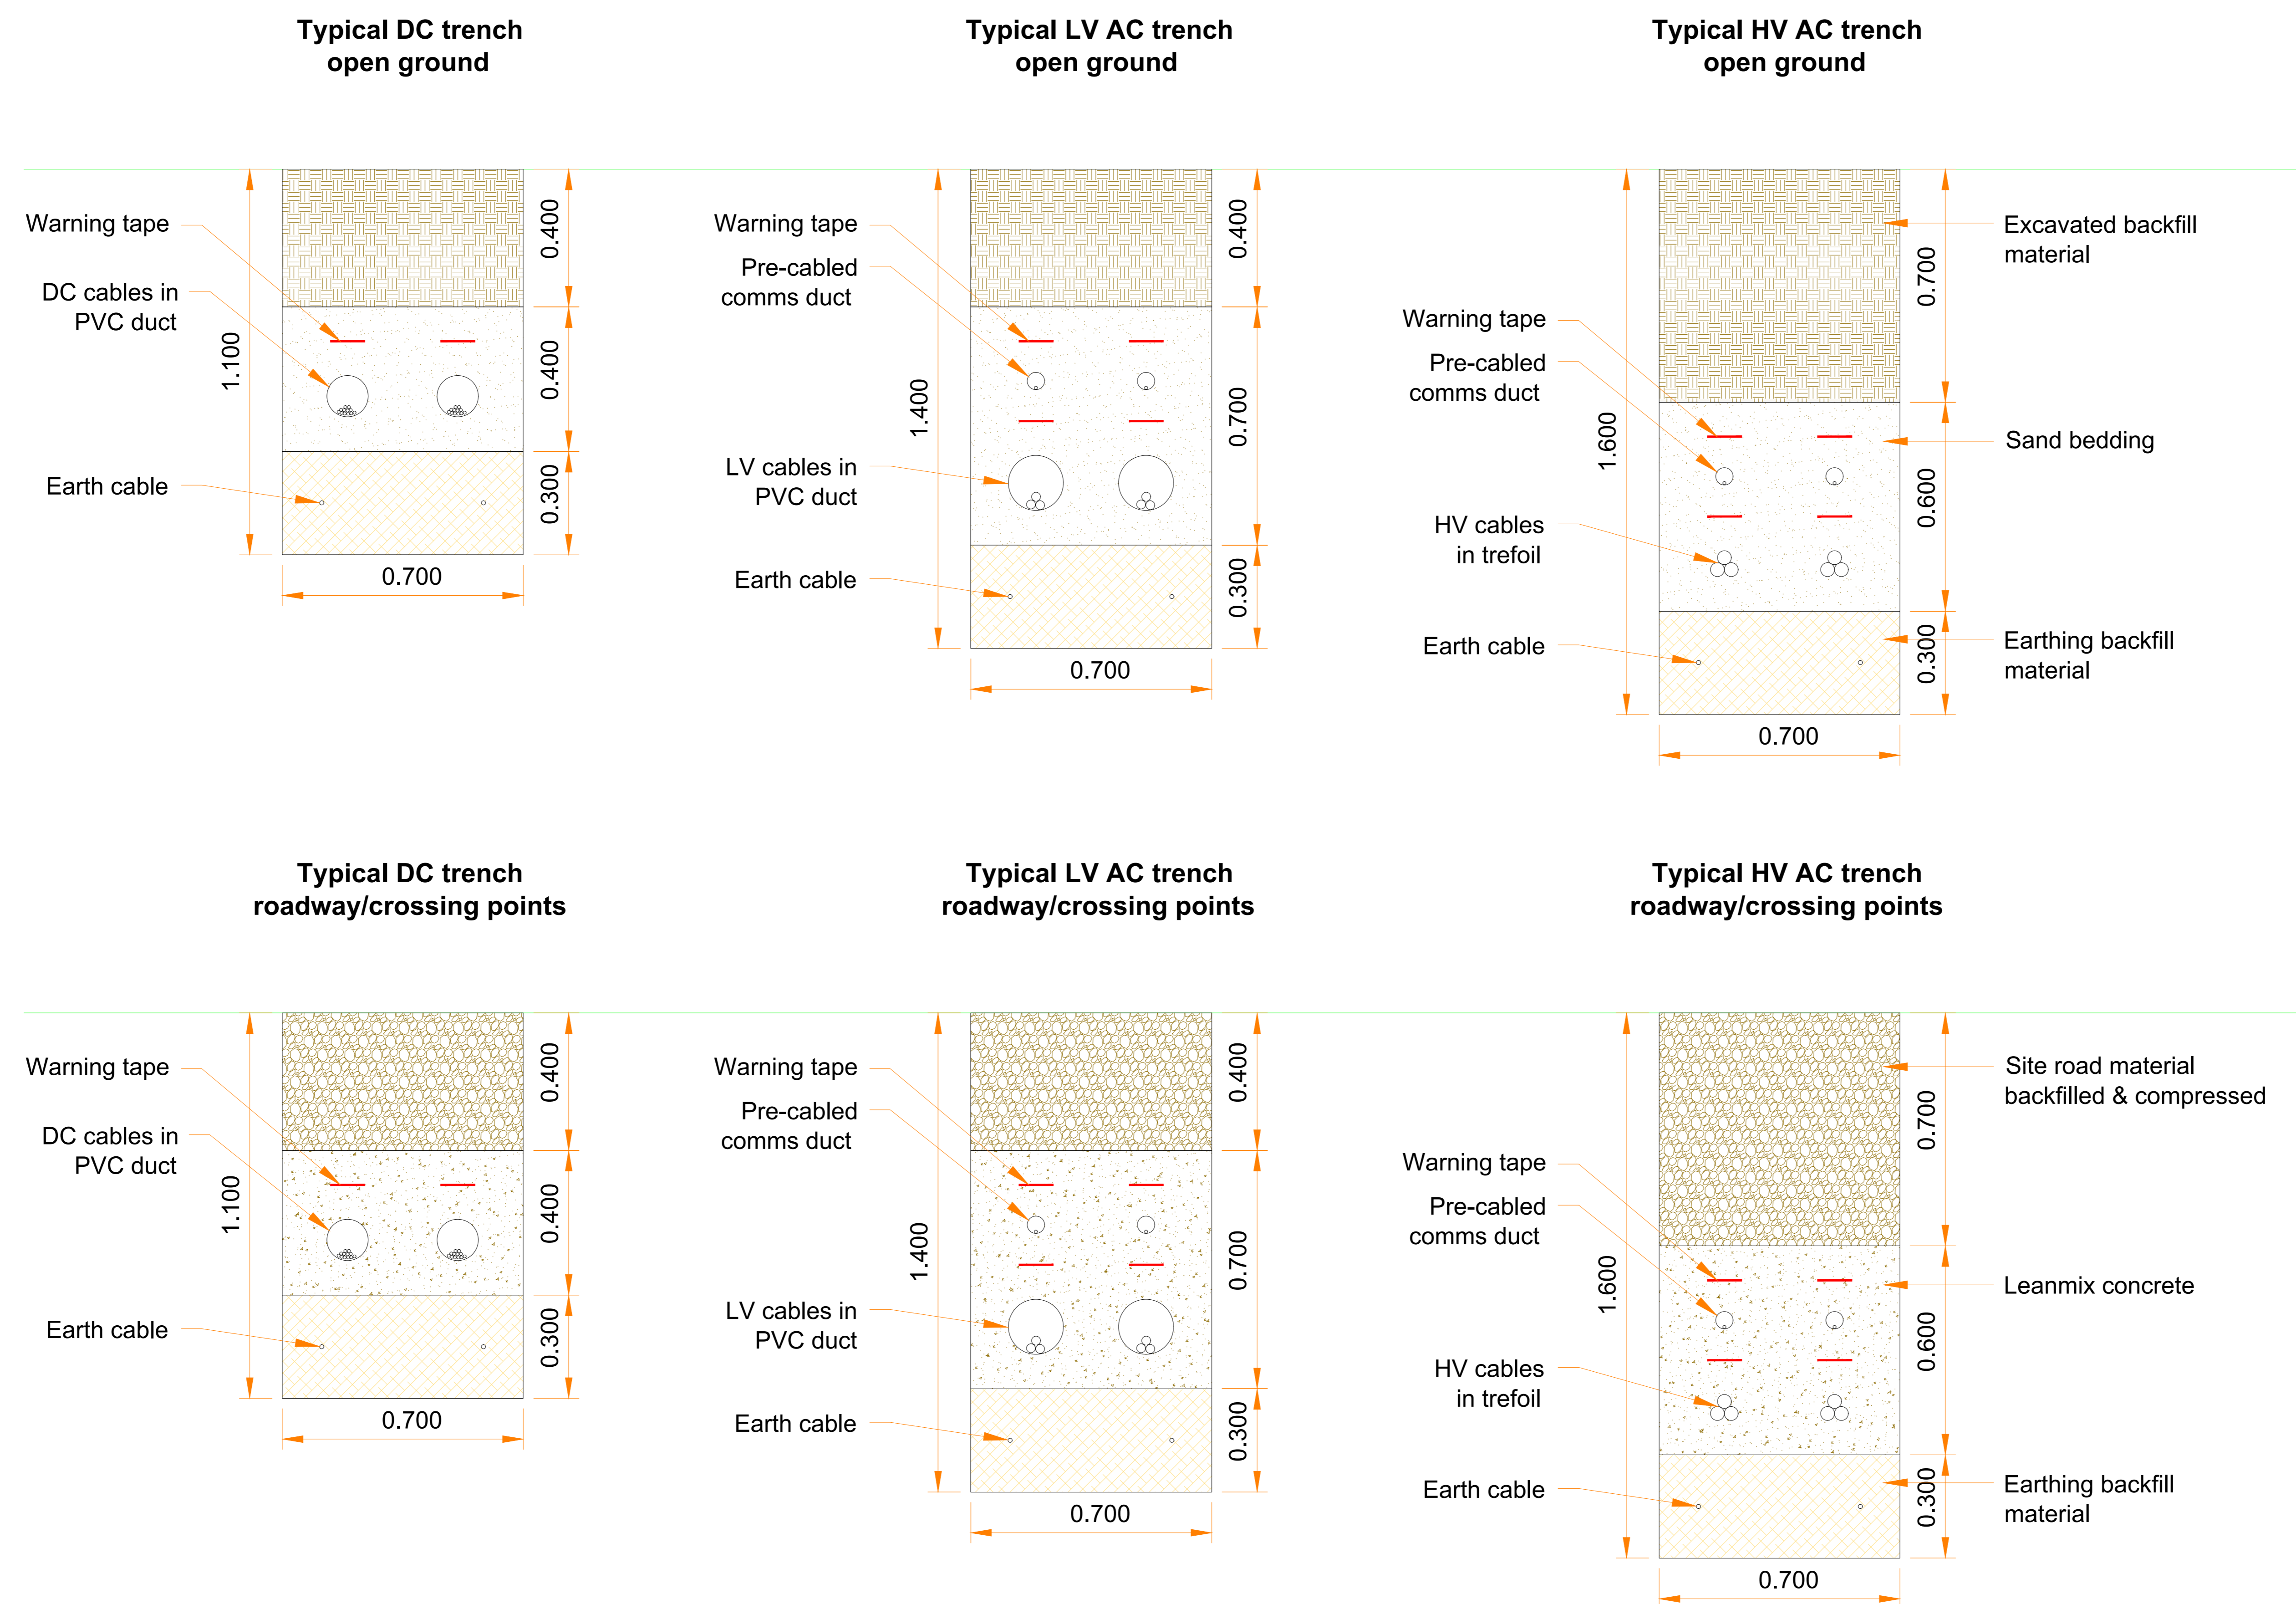 Typical DC trench
open ground
Typical LV AC trench
open ground
Typical HV AC trench
open ground
Warning tape
DC cables in
PVC duct
Earth cable
1.100
0.400
0.400
0.300
0.700
Warning tape
Pre-cabled
comms duct
LV cables in
PVC duct
Earth cable
1.400
0.400
0.700
0.300
0.700
Warning tape
Pre-cabled
comms duct
HV cables
in trefoil
Earth cable
1.600
0.700
0.600
0.300
0.700
Excavated backfill
material
Sand bedding
Earthing backfill
material
Typical DC trench
roadway/crossing points
Typical LV AC trench
roadway/crossing points
Typical HV AC trench
roadway/crossing points
Warning tape
DC cables in
PVC duct
Earth cable
1.100
0.400
0.400
0.300
0.700
Warning tape
Pre-cabled
comms duct
LV cables in
PVC duct
Earth cable
1.400
0.400
0.700
0.300
0.700
Warning tape
Pre-cabled
comms duct
HV cables
in trefoil
Earth cable
1.600
0.700
0.600
0.300
0.700
Site road material
backfilled & compressed
Leanmix concrete
Earthing backfill
material